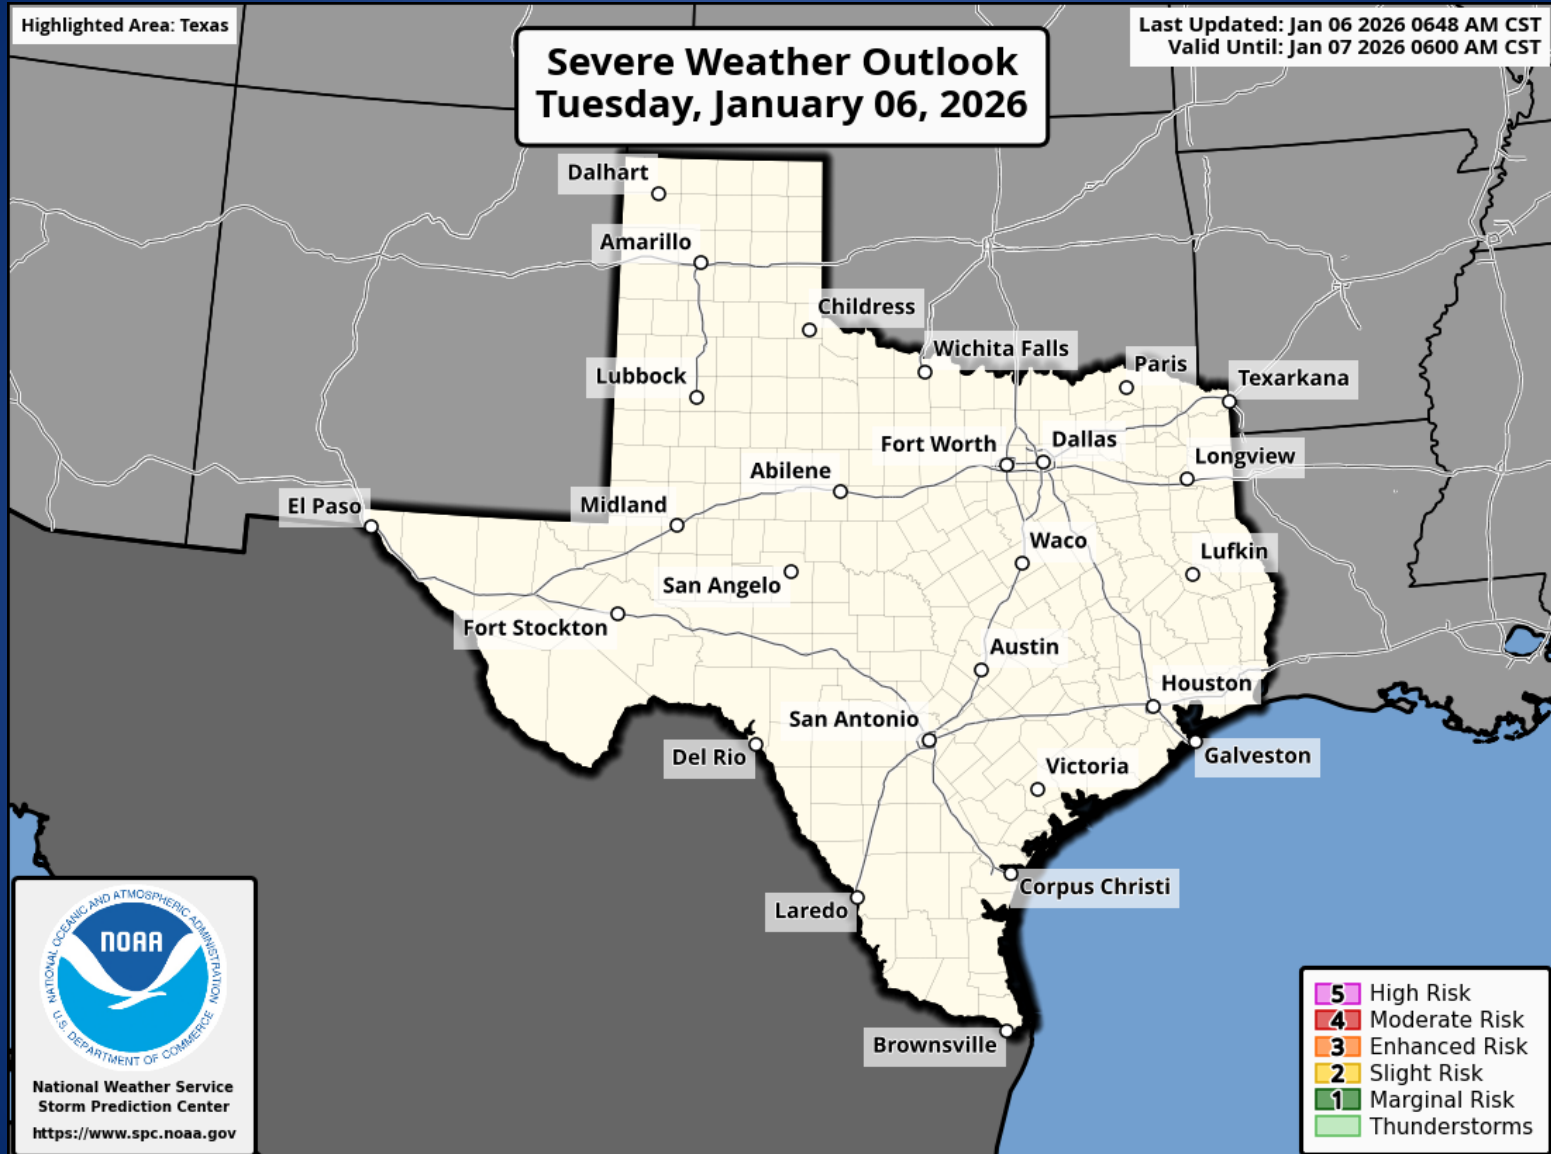 Highlighted Area: Texas
Severe Weather Outlook
Tuesday, January 06, 2026
Last Updated: Jan 06 2026 0648 AM CST
Valid Until: Jan 07 2026 0600 AM CST
Dalhart
Amarillo
Childress
Wichita Falls
Paris
Texarkana
Lubbock
Fort Worth
Dallas
Longview
Abilene
El Paso
Midland
Waco
Lufkin
San Angelo
Fort Stockton
Austin
Houston
San Antonio
Del Rio
Galveston
Victoria
Corpus Christi
Laredo
Brownsville
NATIONAL OCEANIC AND ATMOSPHERIC ADMINISTRATION
NOAA
U.S. DEPARTMENT OF COMMERCE
National Weather Service
Storm Prediction Center
https://www.spc.noaa.gov
5 High Risk
4 Moderate Risk
3 Enhanced Risk
2 Slight Risk
1 Marginal Risk
Thunderstorms